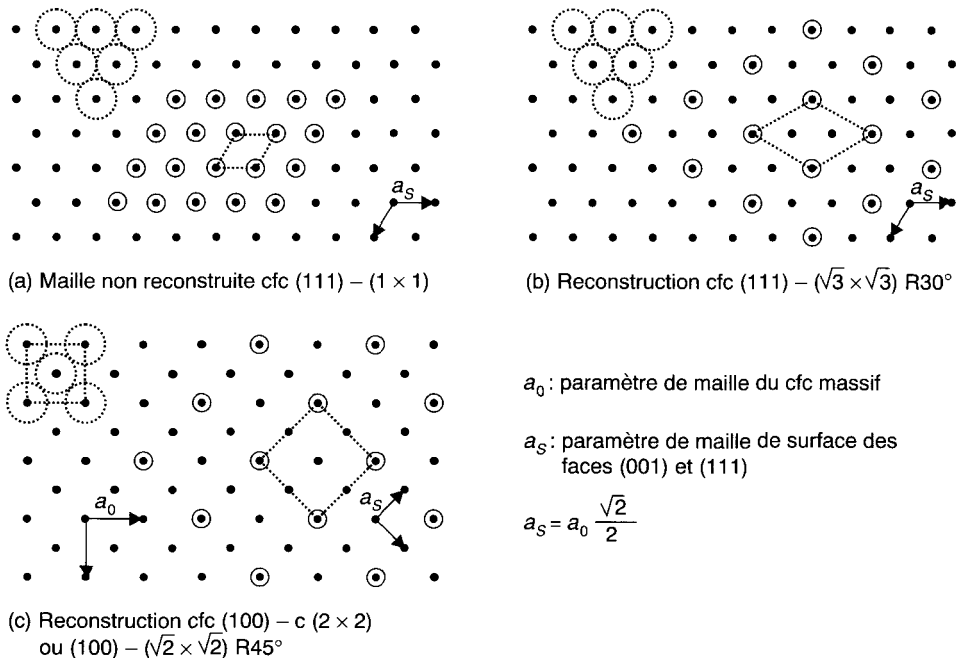 a_S
a_S
(a) Maille non reconstruite cfc (111) – (1 × 1)
(b) Reconstruction cfc (111) – (√3 × √3) R30°
a_0
a_S
a_0 : paramètre de maille du cfc massif
a_S : paramètre de maille de surface des
faces (001) et (111)
a_S = a_0 √2/2
(c) Reconstruction cfc (100) – c (2 × 2)
ou (100) – (√2 × √2) R45°